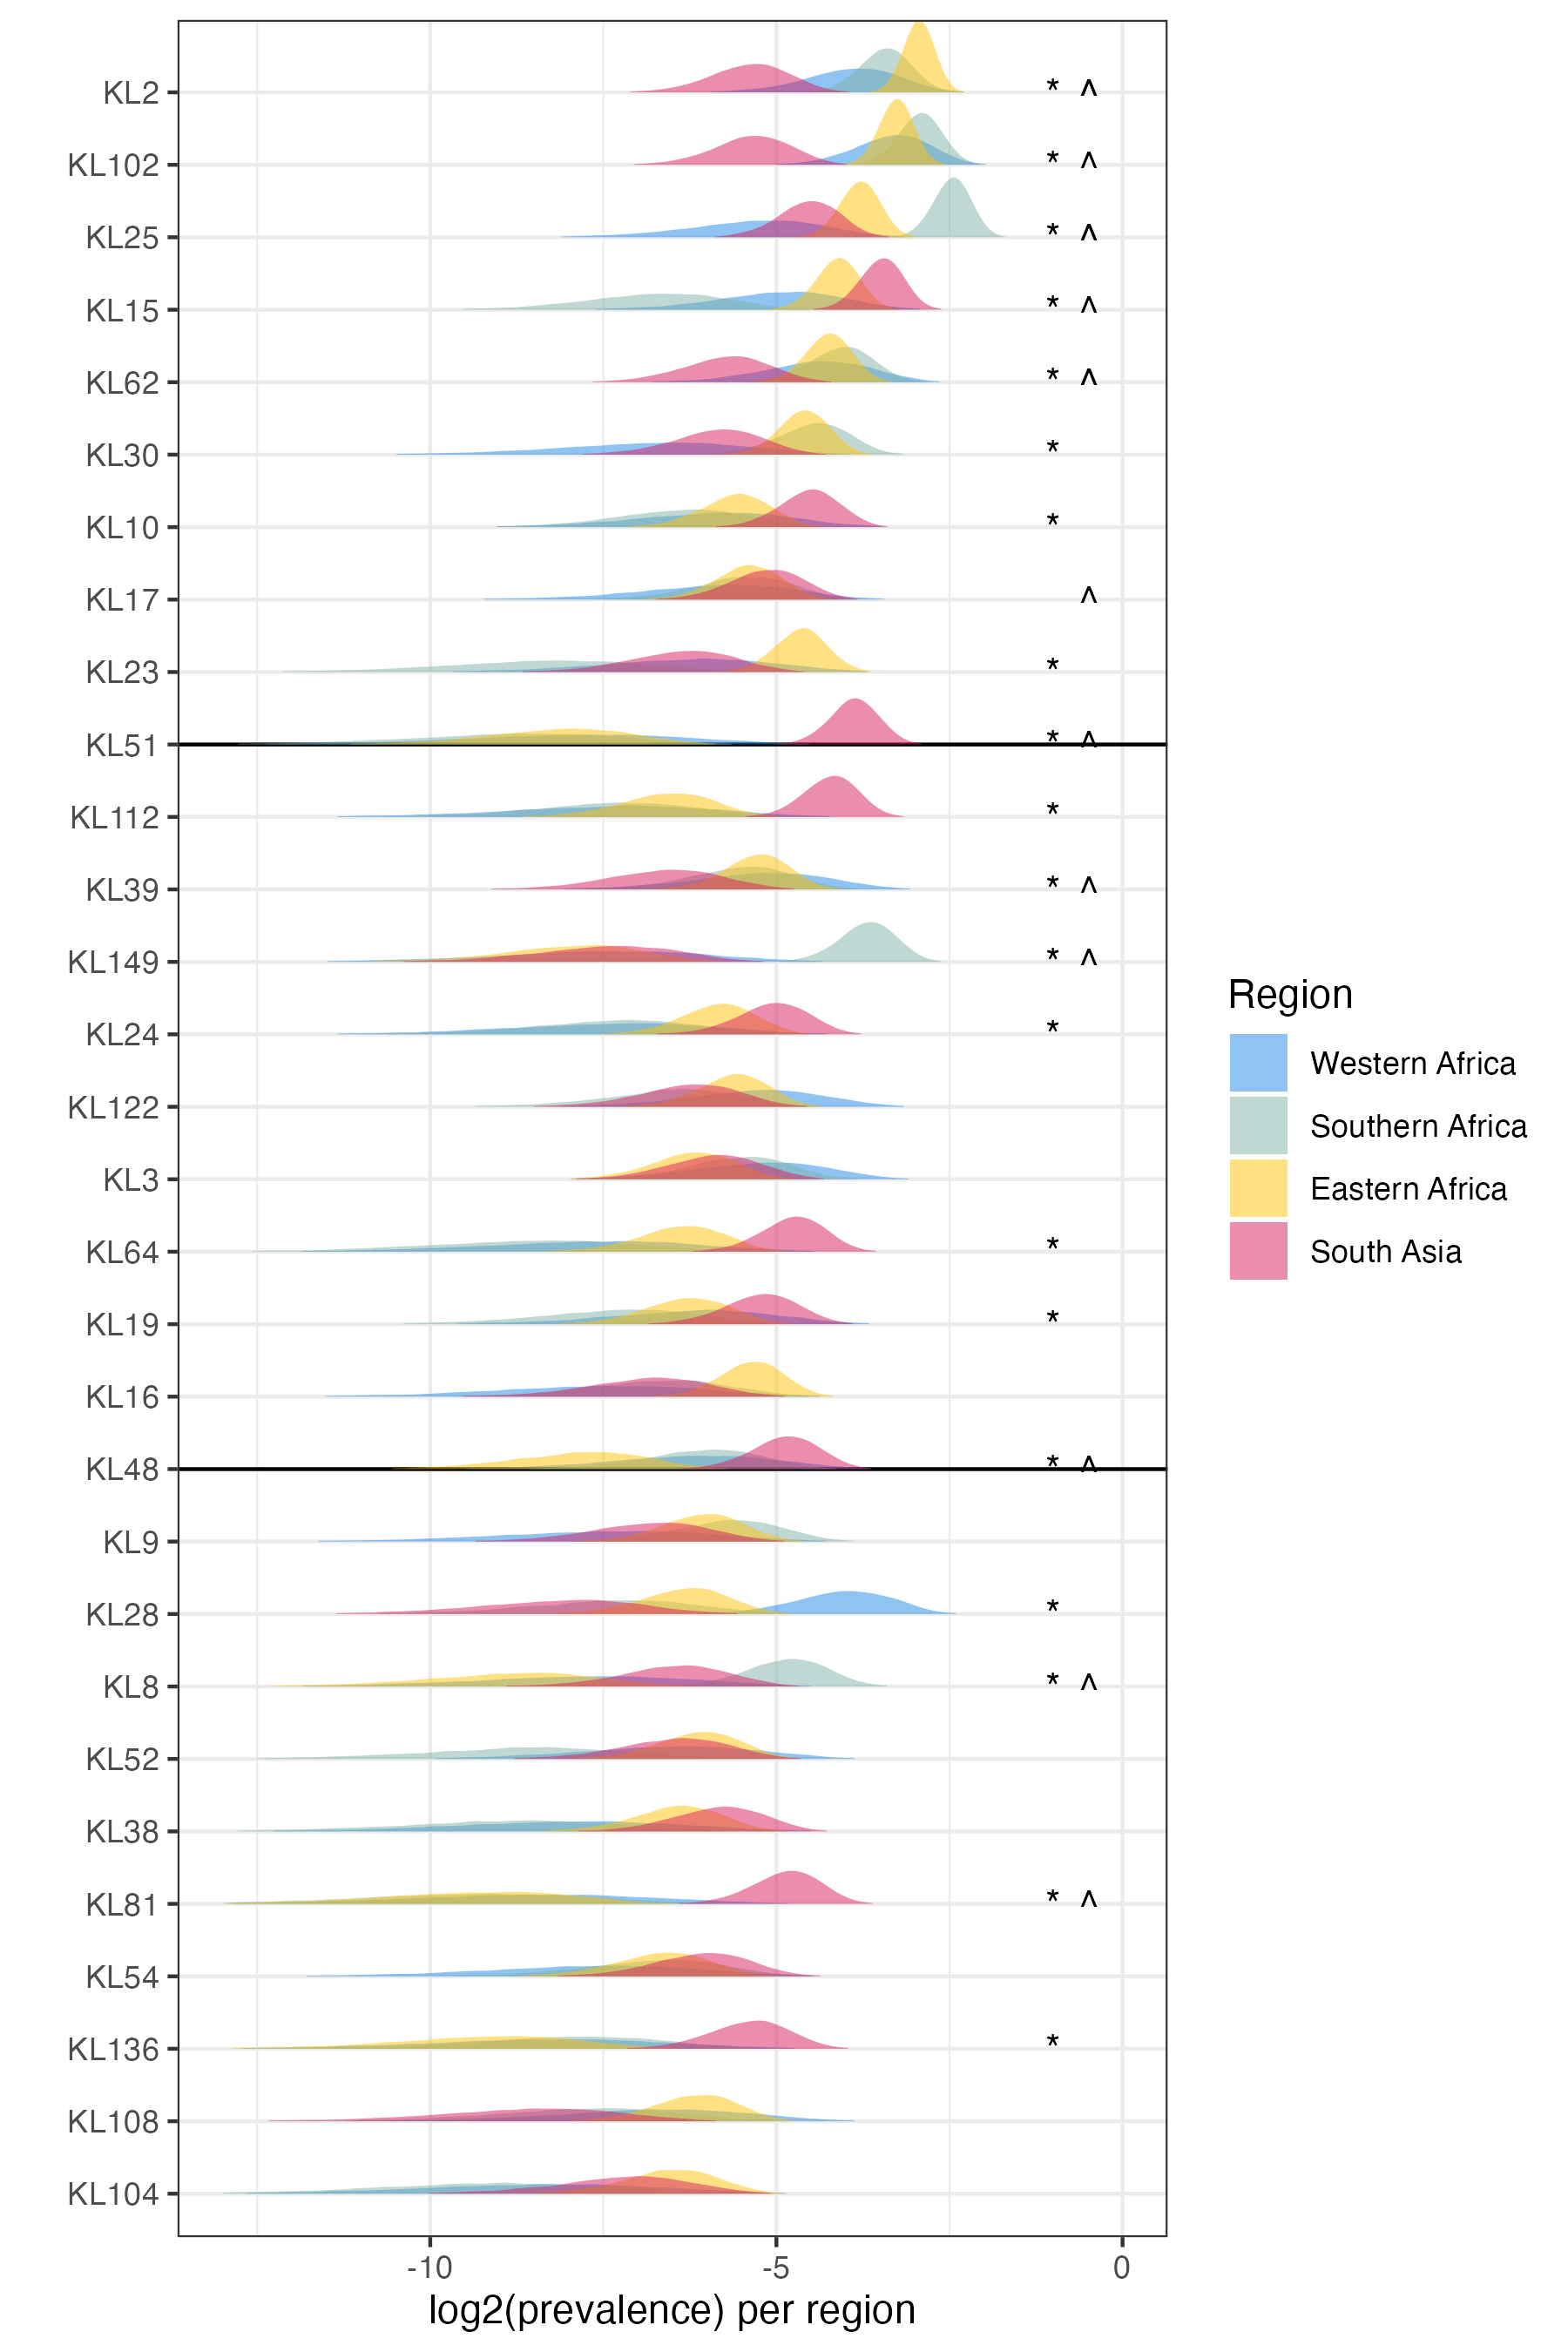 KL2 * ^
KL102 * ^
KL25 * ^
KL15 * ^
KL62 * ^
KL30 *
KL10 *
KL17 ^
KL23 *
KL51 * ^
KL112 *
KL39 * ^
KL149 * ^
KL24 *
KL122
KL3
KL64 *
KL19 *
KL16
KL48 * ^
KL9
KL28 *
KL8 * ^
KL52
KL38
KL81 * ^
KL54
KL136 *
KL108
KL104
-10 -5 0
log2(prevalence) per region
Region
Western Africa
Southern Africa
Eastern Africa
South Asia